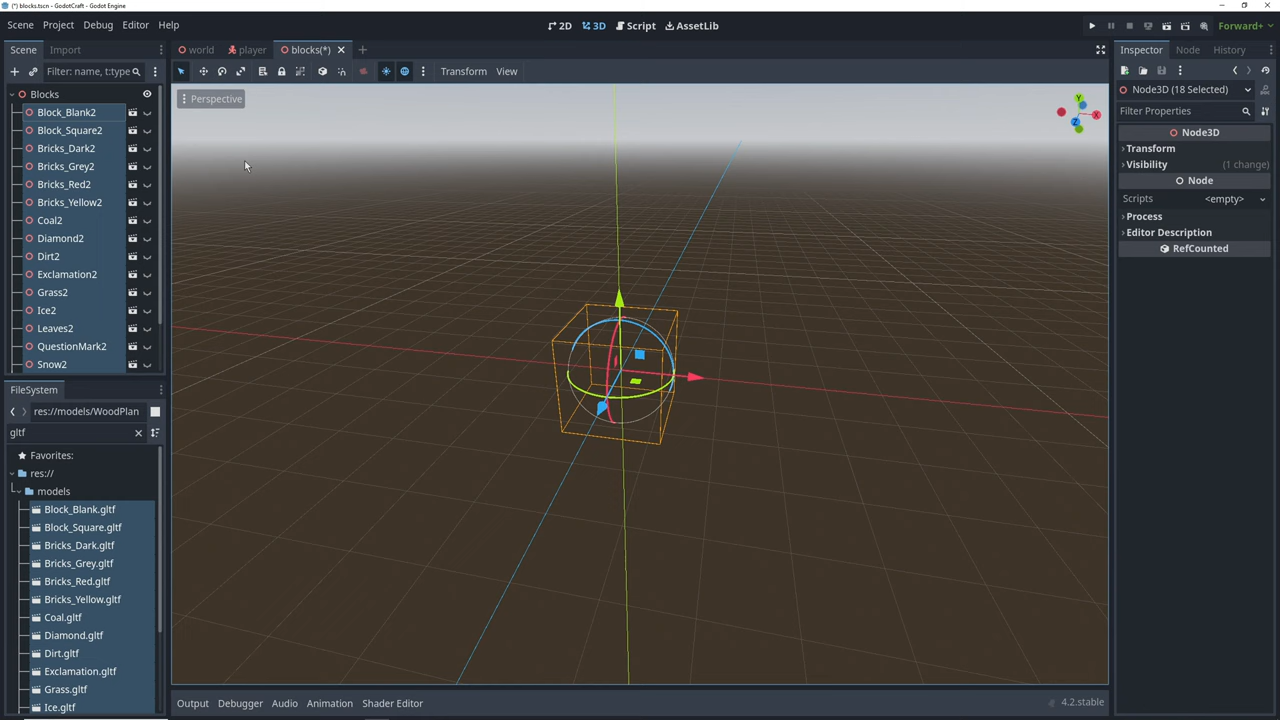 (*) blocks.tscn - GodotCraft - Godot Engine
Scene Project Debug Editor Help
2D 3D Script AssetLib
Forward+
Scene Import
world player blocks(*)
Inspector Node History
Filter: name, t:type
Transform View
Blocks
Block_Blank2
Block_Square2
Bricks_Dark2
Bricks_Grey2
Bricks_Red2
Bricks_Yellow2
Coal2
Diamond2
Dirt2
Exclamation2
Grass2
Ice2
Leaves2
QuestionMark2
Snow2
Perspective
Y
X
Z
Node3D (18 Selected)
Filter Properties
Node3D
Transform
Visibility (1 change)
Node
Scripts <empty>
Process
Editor Description
RefCounted
FileSystem
res://models/WoodPlan
gltf
Favorites:
res://
models
Block_Blank.gltf
Block_Square.gltf
Bricks_Dark.gltf
Bricks_Grey.gltf
Bricks_Red.gltf
Bricks_Yellow.gltf
Coal.gltf
Diamond.gltf
Dirt.gltf
Exclamation.gltf
Grass.gltf
Ice.gltf
Output Debugger Audio Animation Shader Editor
4.2.stable